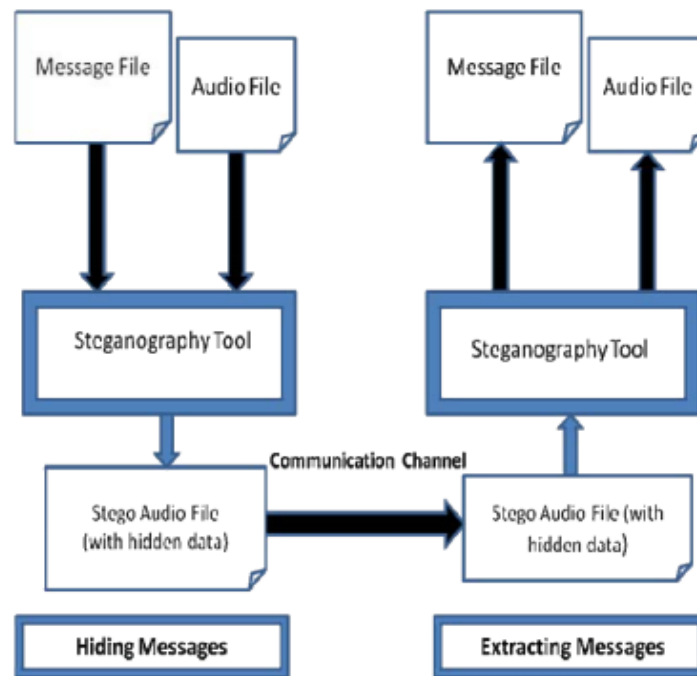 Message File
Audio File
Message File
Audio File
Steganography Tool
Steganography Tool
Communication Channel
Stego Audio File
(with hidden data)
Stego Audio File (with
hidden data)
Hiding Messages
Extracting Messages